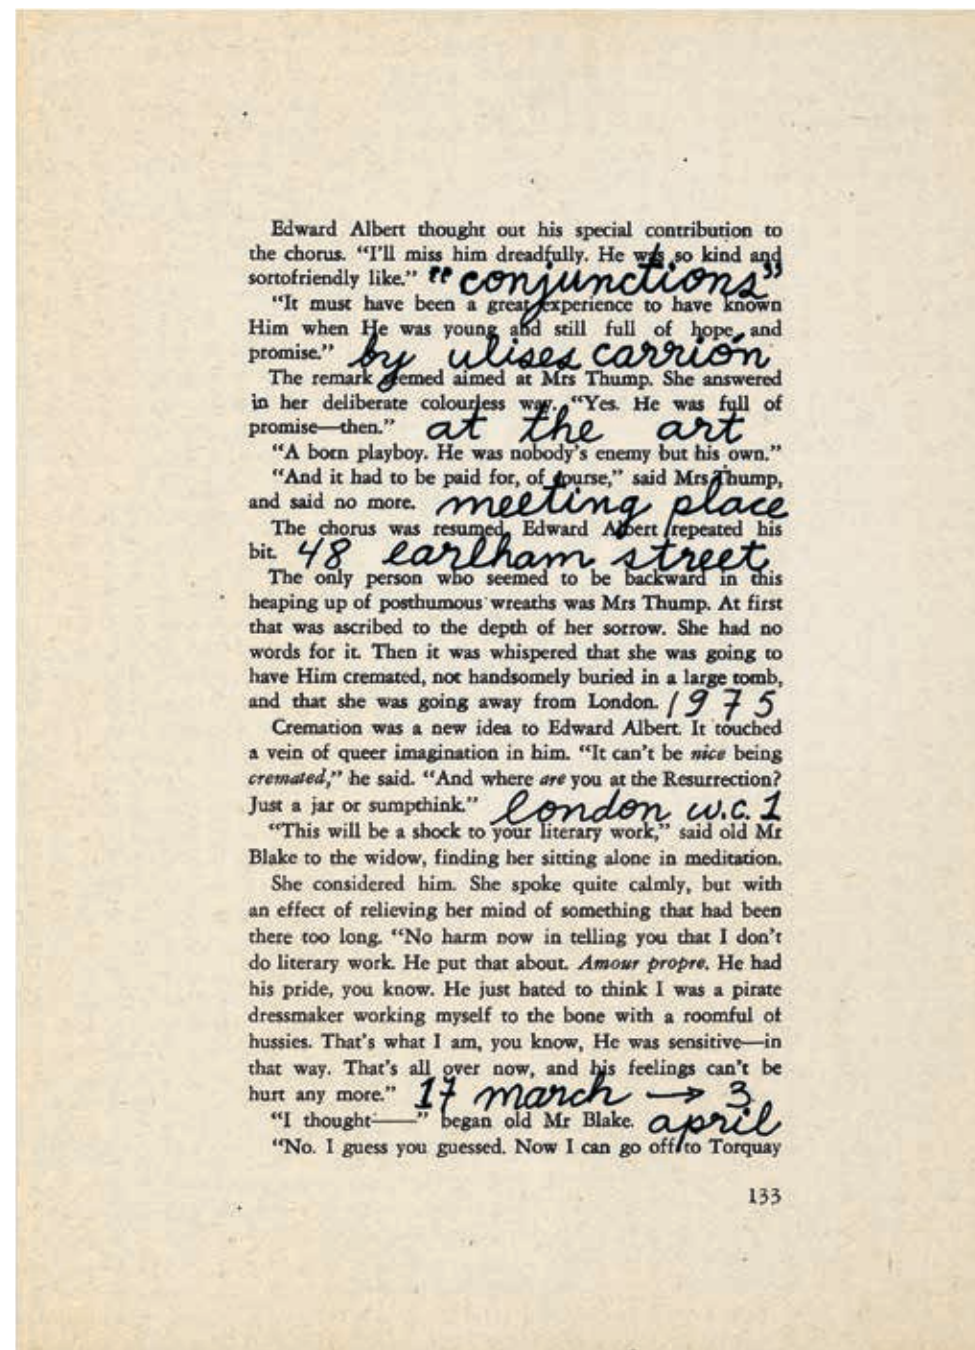 Edward Albert thought out his special contribution to
the chorus. “I’ll miss him dreadfully. He was so kind and
sortofriendly like.” “conjunctions”
“It must have been a great experience to have known
Him when He was young and still full of hope and
promise.” by ulises carrión
The remark seemed aimed at Mrs Thump. She answered
in her deliberate colourless way. “Yes. He was full of
promise—then.” at the art
“A born playboy. He was nobody’s enemy but his own.”
“And it had to be paid for, of course,” said Mrs Thump,
and said no more. meeting place
The chorus was resumed. Edward Albert repeated his
bit. 48 earlham street
The only person who seemed to be backward in this
heaping up of posthumous wreaths was Mrs Thump. At first
that was ascribed to the depth of her sorrow. She had no
words for it. Then it was whispered that she was going to
have Him cremated, not handsomely buried in a large tomb,
and that she was going away from London. 1975
Cremation was a new idea to Edward Albert. It touched
a vein of queer imagination in him. “It can’t be nice being
cremated,” he said. “And where are you at the Resurrection?
Just a jar or sumpthink.” london w.c.1
“This will be a shock to your literary work,” said old Mr
Blake to the widow, finding her sitting alone in meditation.
She considered him. She spoke quite calmly, but with
an effect of relieving her mind of something that had been
there too long. “No harm now in telling you that I don’t
do literary work. He put that about. Amour propre. He had
his pride, you know. He just hated to think I was a pirate
dressmaker working myself to the bone with a roomful of
hussies. That’s what I am, you know, He was sensitive—in
that way. That’s all over now, and his feelings can’t be
hurt any more.” 17 march → 3
“I thought——” began old Mr Blake. april
“No. I guess you guessed. Now I can go off to Torquay
133